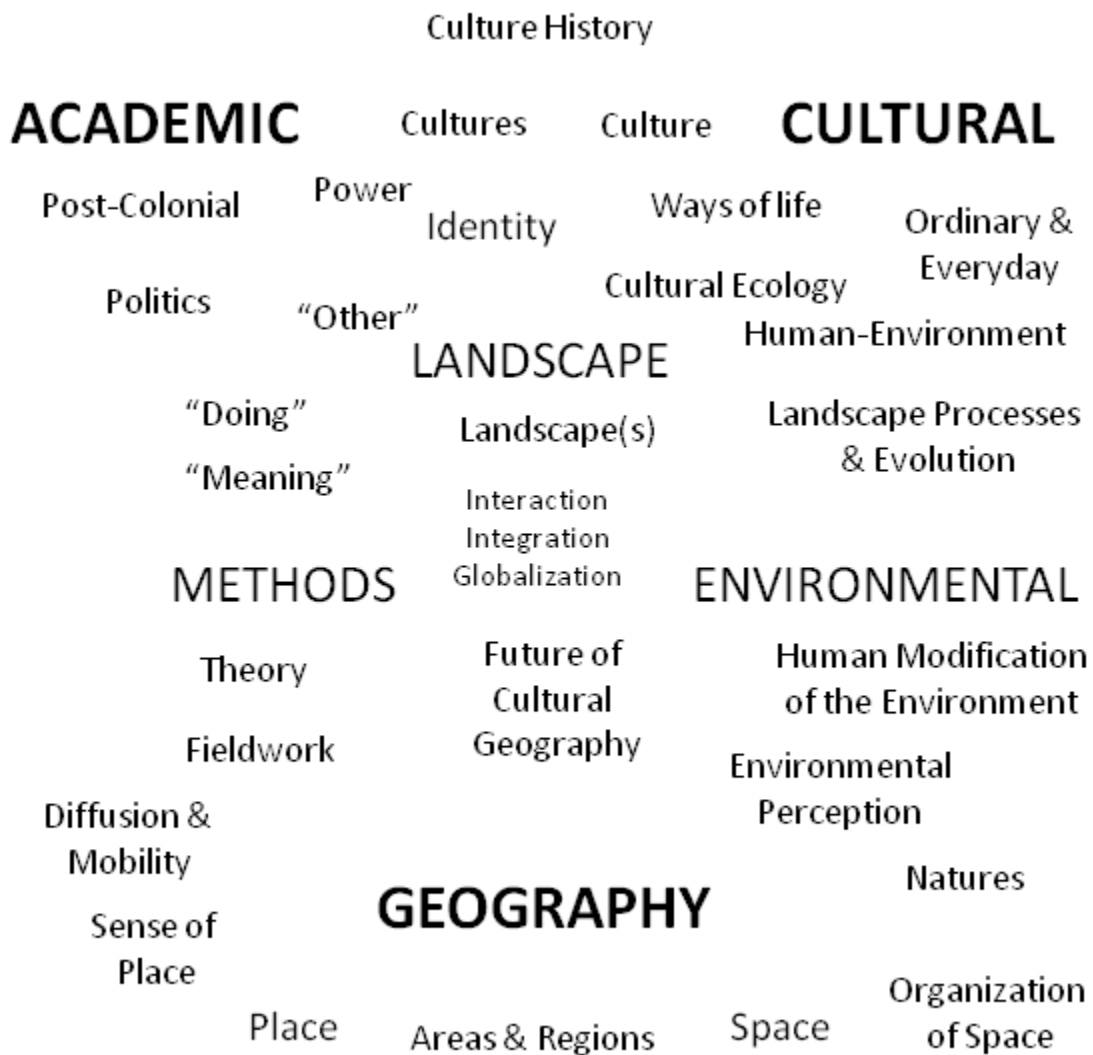 Culture History
ACADEMIC
Cultures
Culture
CULTURAL
Post-Colonial
Power
Identity
Ways of life
Ordinary &
Everyday
Politics
“Other”
Cultural Ecology
Human-Environment
LANDSCAPE
“Doing”
“Meaning”
Landscape(s)
Landscape Processes
& Evolution
Interaction
Integration
Globalization
METHODS
ENVIRONMENTAL
Theory
Fieldwork
Future of
Cultural
Geography
Human Modification
of the Environment
Environmental
Perception
Diffusion &
Mobility
Natures
GEOGRAPHY
Sense of
Place
Place
Areas & Regions
Space
Organization
of Space